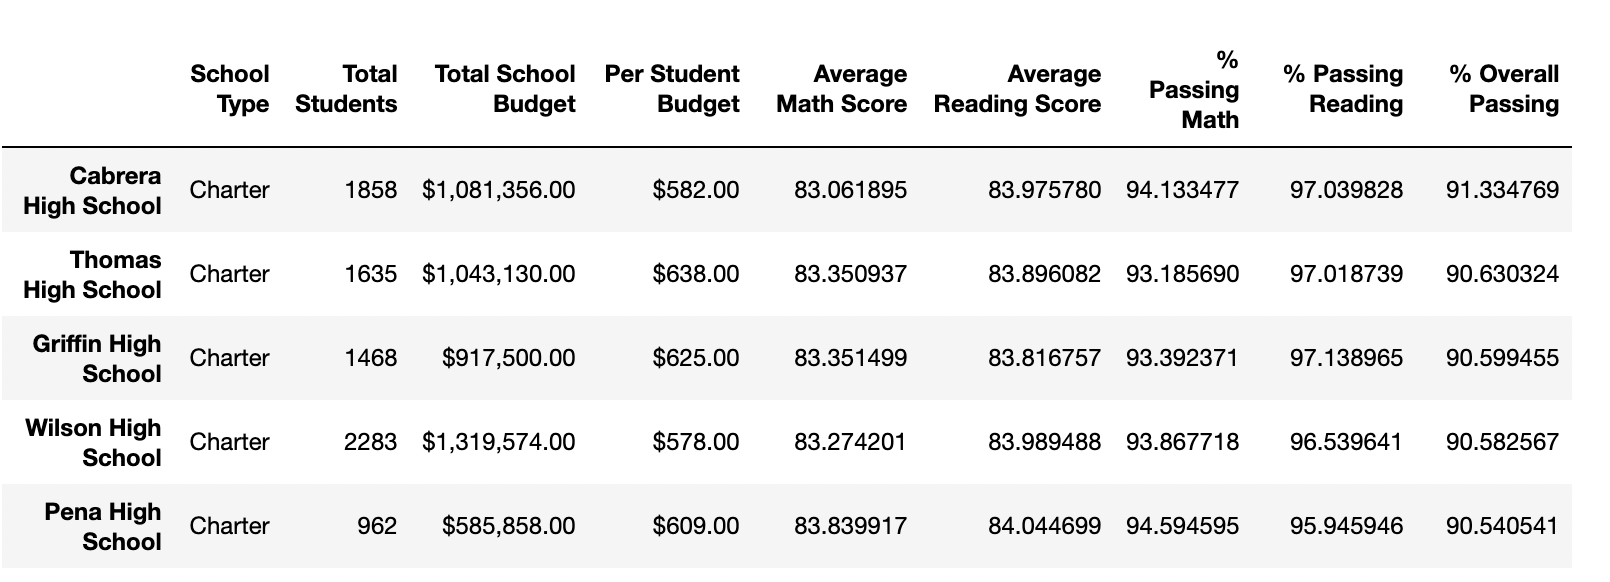 School Type Total Students Total School Budget Per Student Budget Average Math Score Average Reading Score % Passing Math % Passing Reading % Overall Passing
Cabrera High School Charter 1858 $1,081,356.00 $582.00 83.061895 83.975780 94.133477 97.039828 91.334769
Thomas High School Charter 1635 $1,043,130.00 $638.00 83.350937 83.896082 93.185690 97.018739 90.630324
Griffin High School Charter 1468 $917,500.00 $625.00 83.351499 83.816757 93.392371 97.138965 90.599455
Wilson High School Charter 2283 $1,319,574.00 $578.00 83.274201 83.989488 93.867718 96.539641 90.582567
Pena High School Charter 962 $585,858.00 $609.00 83.839917 84.044699 94.594595 95.945946 90.540541